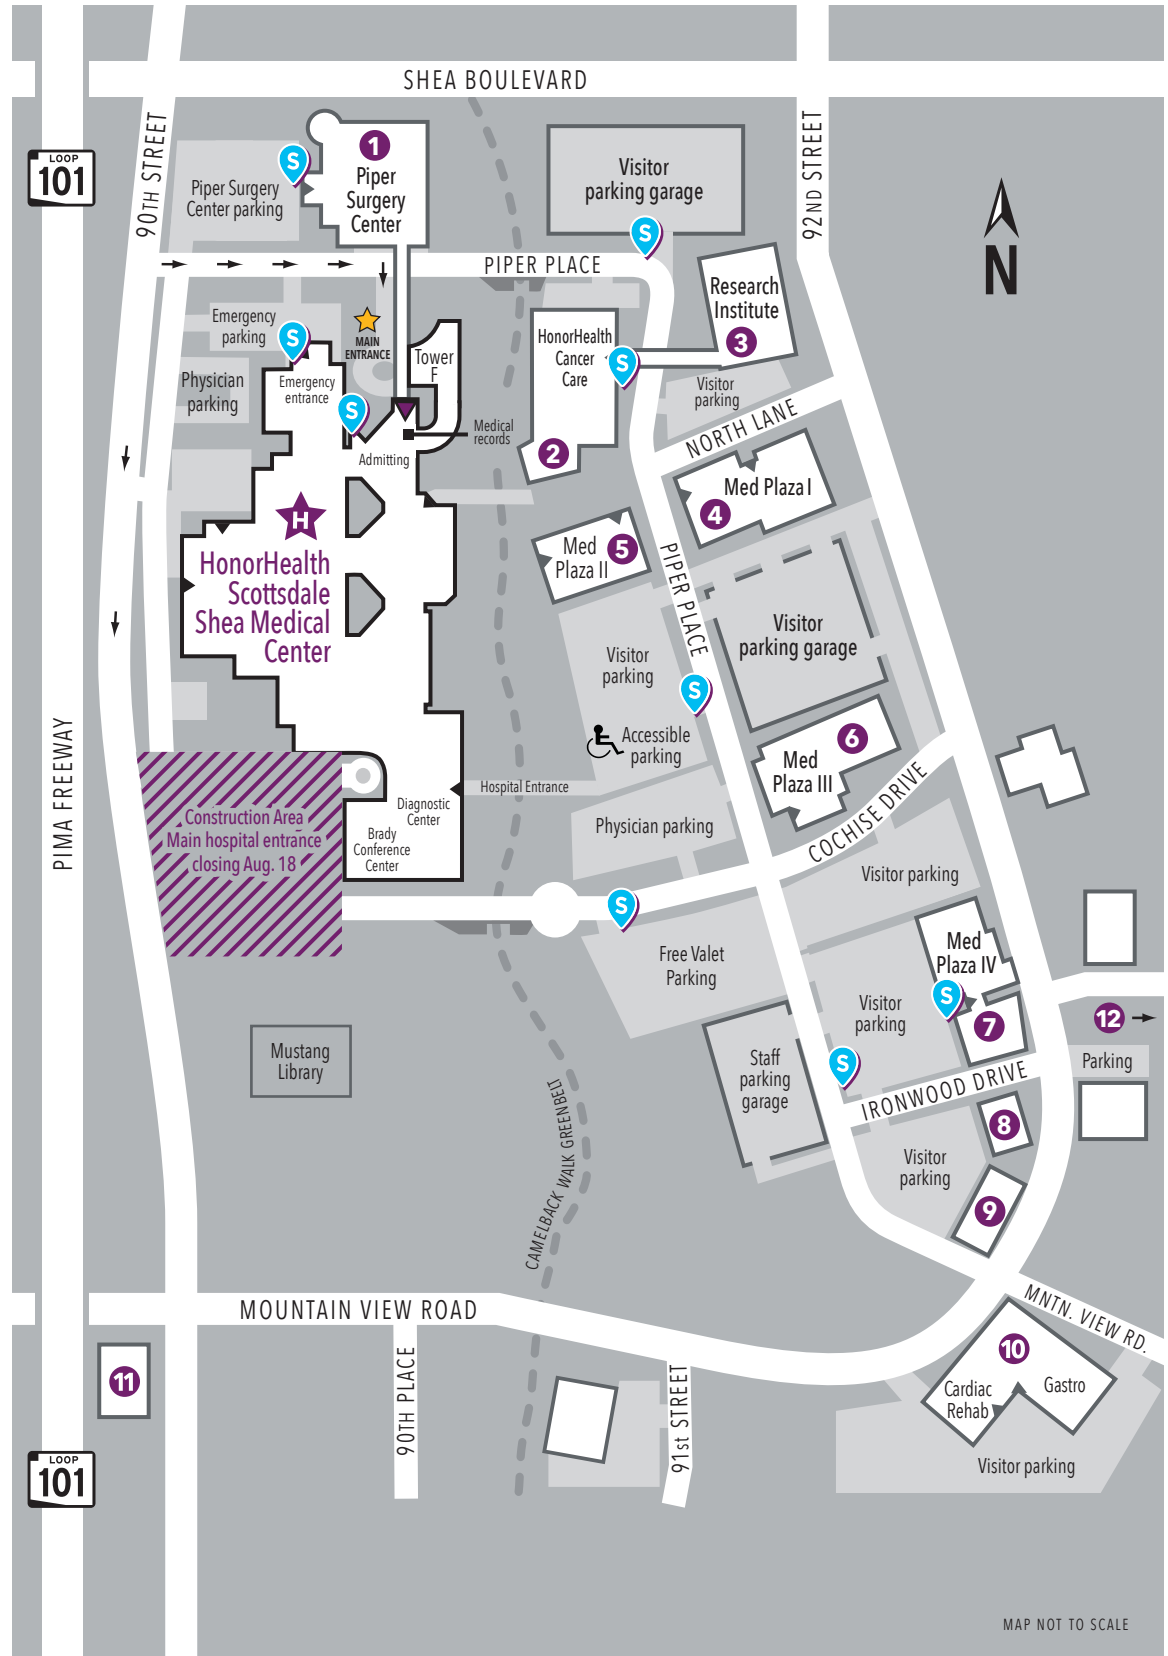 SHEA BOULEVARD
LOOP
101
90TH STREET
92ND STREET
1
Piper
Surgery
Center
S
Piper Surgery
Center parking
Visitor
parking garage
S
N
PIPER PLACE
Research
Institute
3
Emergency
parking
S
MAIN
ENTRANCE
Tower
F
HonorHealth
Cancer
Care
S
2
Physician
parking
Emergency
entrance
S
Visitor
parking
NORTH LANE
Medical
records
Admitting
Med Plaza I
4
H
HonorHealth
Scottsdale
Shea Medical
Center
Med
Plaza II
5
PIPER PLACE
Visitor
parking garage
Visitor
parking
S
Accessible
parking
6
Med
Plaza III
PIMA FREEWAY
Hospital Entrance
Diagnostic
Center
Brady
Conference
Center
Construction Area
Main hospital entrance
closing Aug. 18
Physician parking
COCHISE DRIVE
Visitor parking
S
Free Valet
Parking
Med
Plaza IV
S
7
Visitor
parking
12
Mustang
Library
Staff
parking
garage
S
Parking
IRONWOOD DRIVE
8
CAMELBACK WALK GREENBELT
Visitor
parking
9
MOUNTAIN VIEW ROAD
MNTN. VIEW RD.
11
90TH PLACE
91st STREET
10
Cardiac
Rehab
Gastro
Visitor parking
LOOP
101
MAP NOT TO SCALE